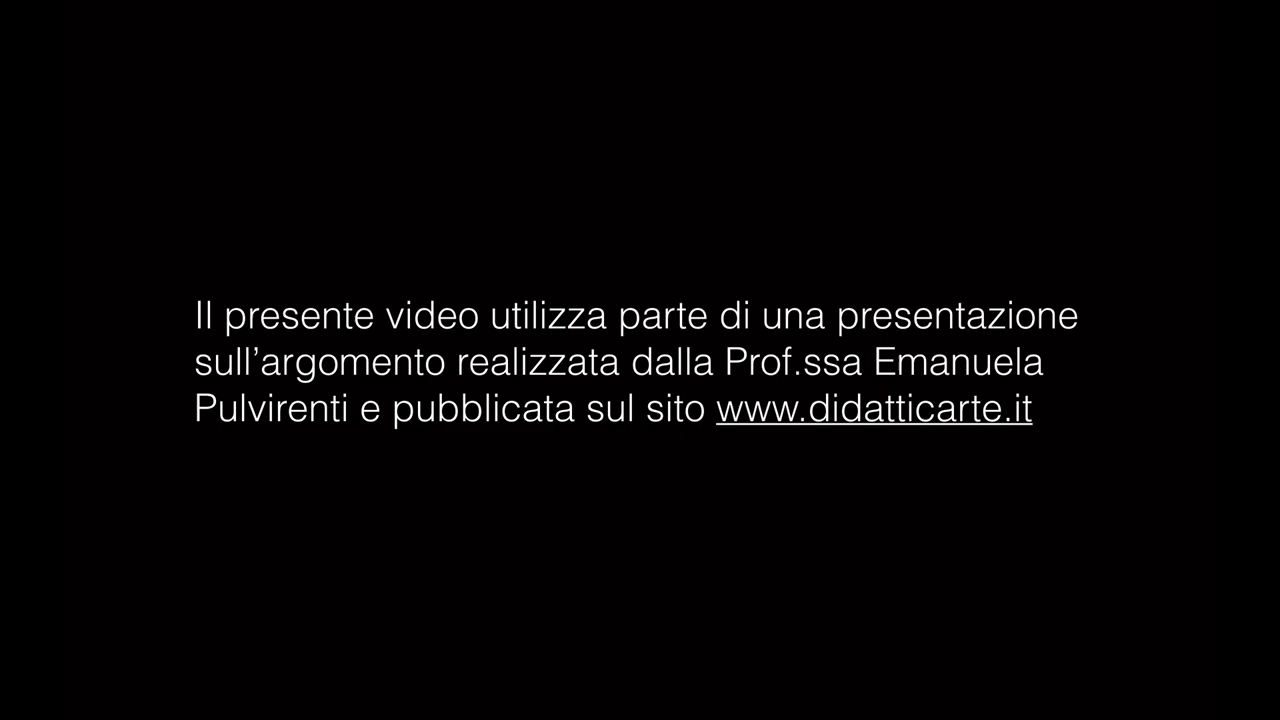 Il presente video utilizza parte di una presentazione
sull’argomento realizzata dalla Prof.ssa Emanuela
Pulvirenti e pubblicata sul sito www.didatticarte.it